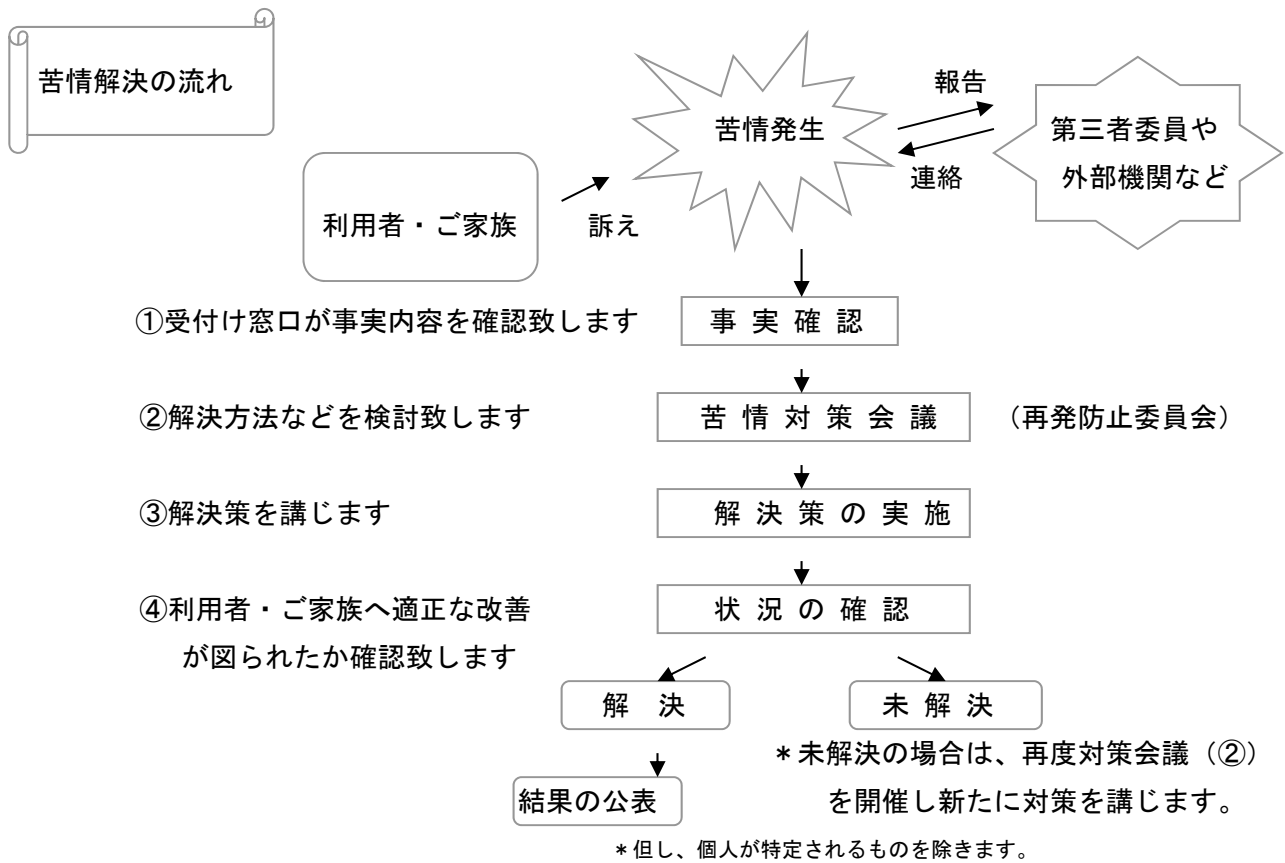 苦情解決の流れ
報告
苦情発生
第三者委員や
外部機関など
連絡
利用者・ご家族
訴え
①受付け窓口が事実内容を確認致します
事実確認
②解決方法などを検討致します
苦情対策会議
（再発防止委員会）
③解決策を講じます
解決策の実施
④利用者・ご家族へ適正な改善
が図られたか確認致します
状況の確認
解　決
未解決
＊未解決の場合は、再度対策会議（②）
を開催し新たに対策を講じます。
結果の公表
＊但し、個人が特定されるものを除きます。